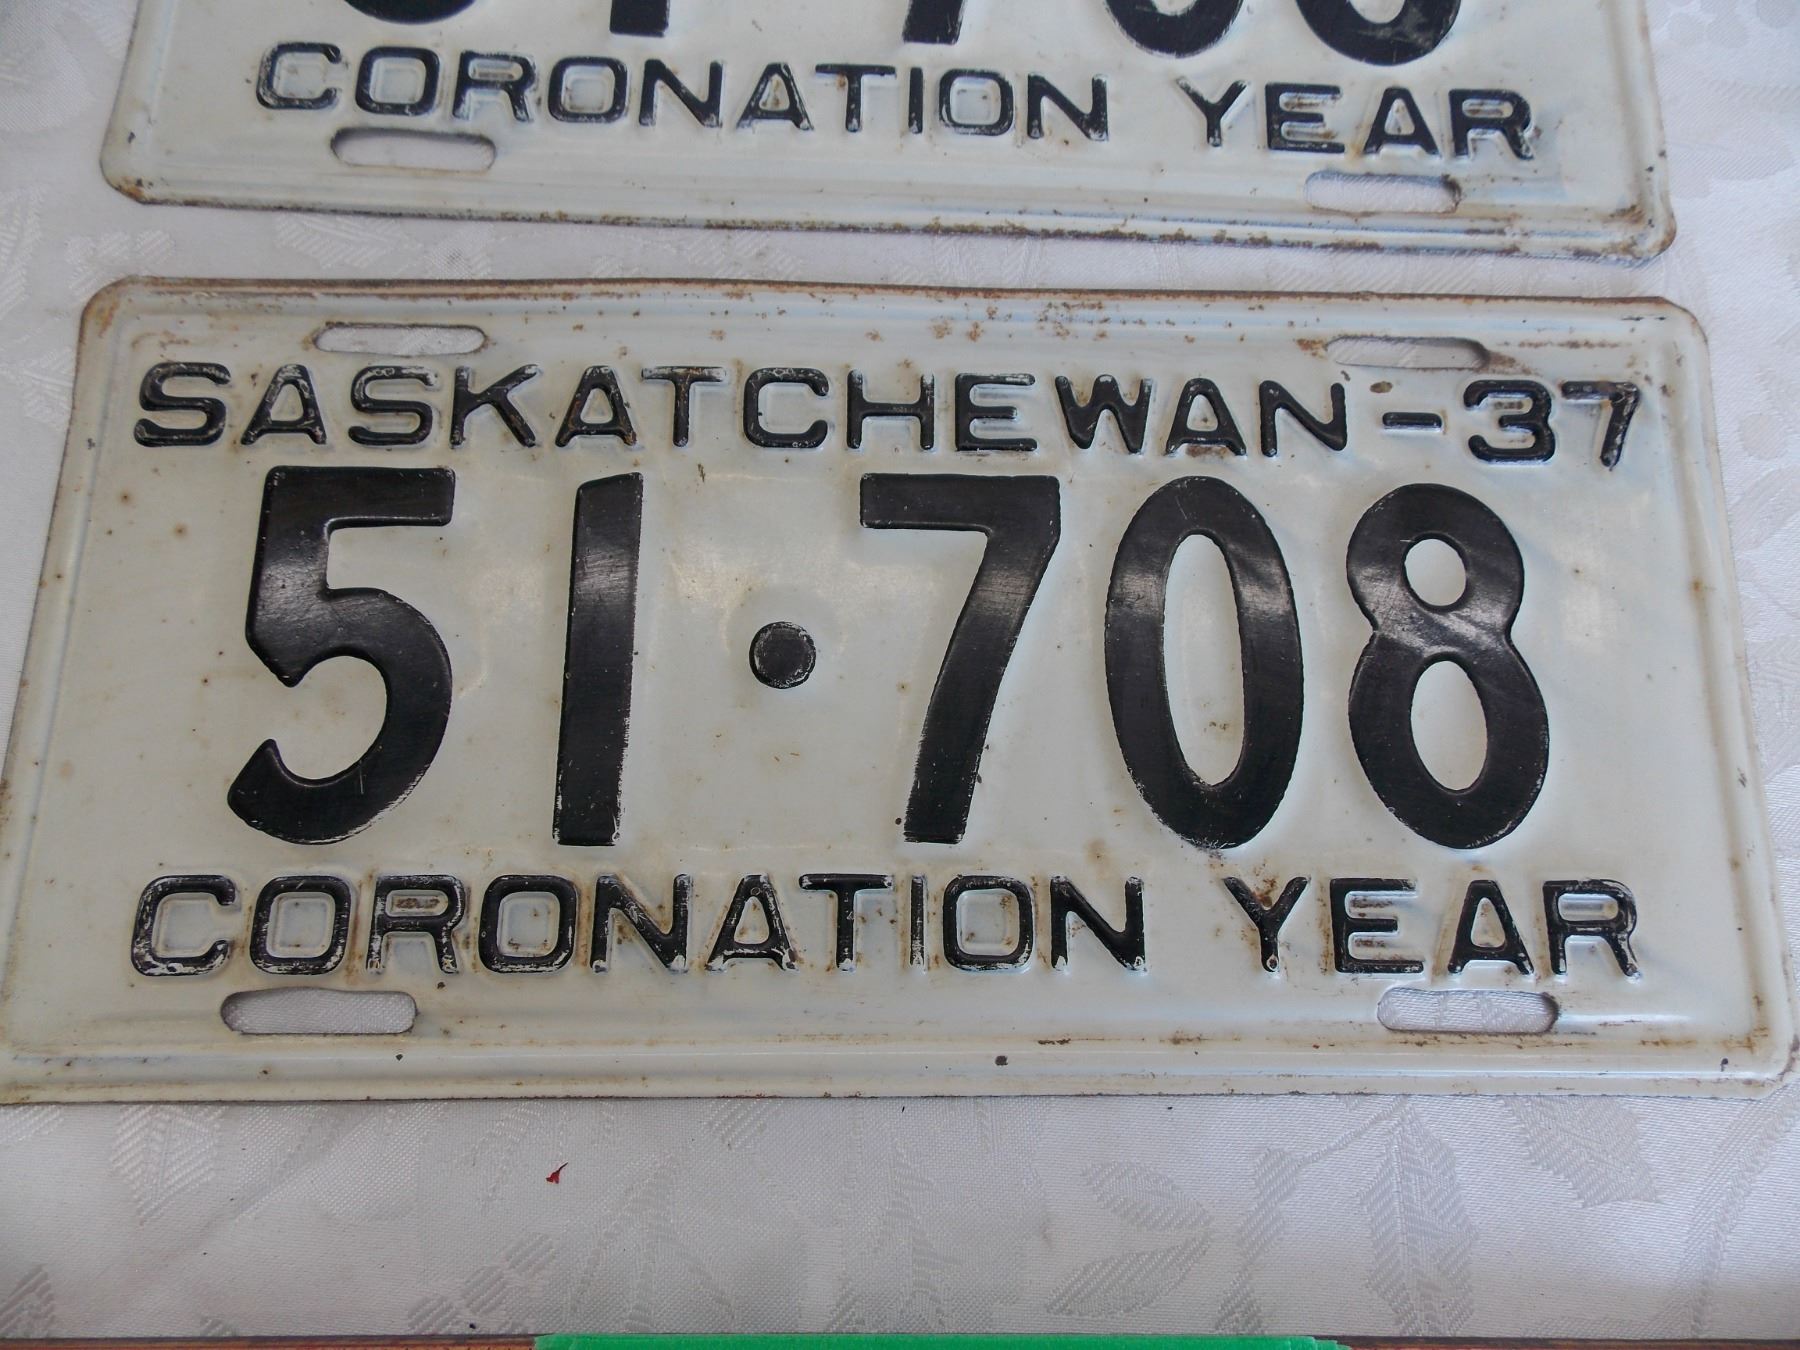 CORONATION YEAR
SASKATCHEWAN-37
51·708
CORONATION YEAR